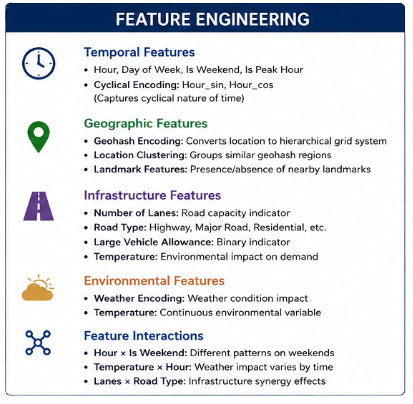 FEATURE ENGINEERING
Temporal Features
• Hour, Day of Week, Is Weekend, Is Peak Hour
• Cyclical Encoding: Hour_sin, Hour_cos
(Captures cyclical nature of time)
Geographic Features
• Geohash Encoding: Converts location to hierarchical grid system
• Location Clustering: Groups similar geohash regions
• Landmark Features: Presence/absence of nearby landmarks
Infrastructure Features
• Number of Lanes: Road capacity indicator
• Road Type: Highway, Major Road, Residential, etc.
• Large Vehicle Allowance: Binary indicator
• Temperature: Environmental impact on demand
Environmental Features
• Weather Encoding: Weather condition impact
• Temperature: Continuous environmental variable
Feature Interactions
• Hour × Is Weekend: Different patterns on weekends
• Temperature × Hour: Weather impact varies by time
• Lanes × Road Type: Infrastructure synergy effects